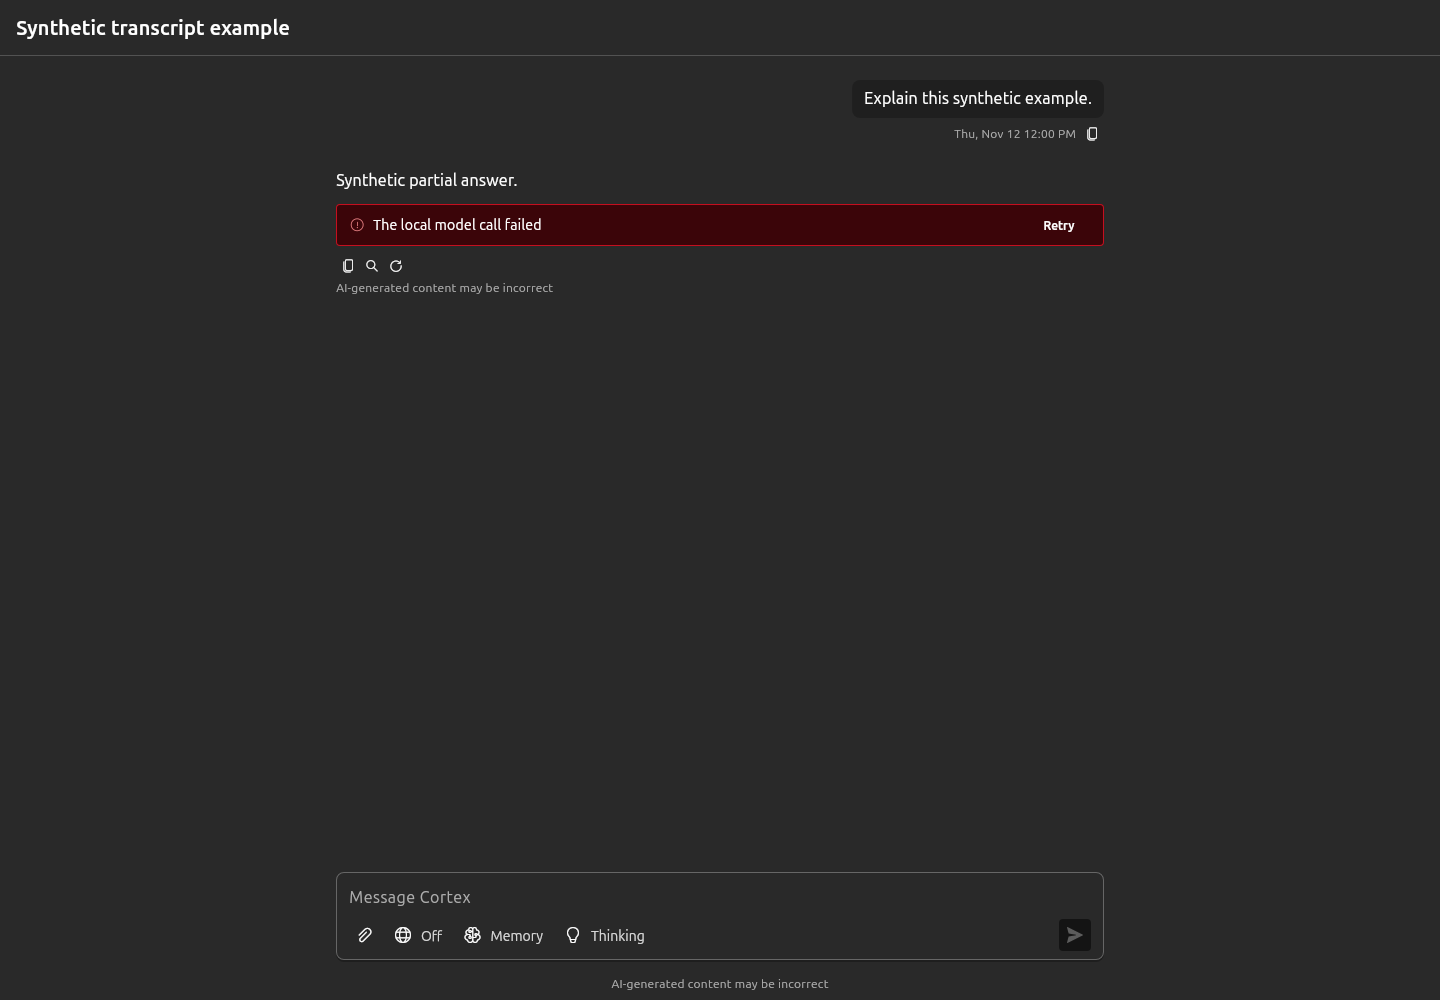 Synthetic transcript example
Explain this synthetic example.
Thu, Nov 12 12:00 PM
Synthetic partial answer.
The local model call failed
Retry
AI-generated content may be incorrect
Message Cortex
Off
Memory
Thinking
AI-generated content may be incorrect